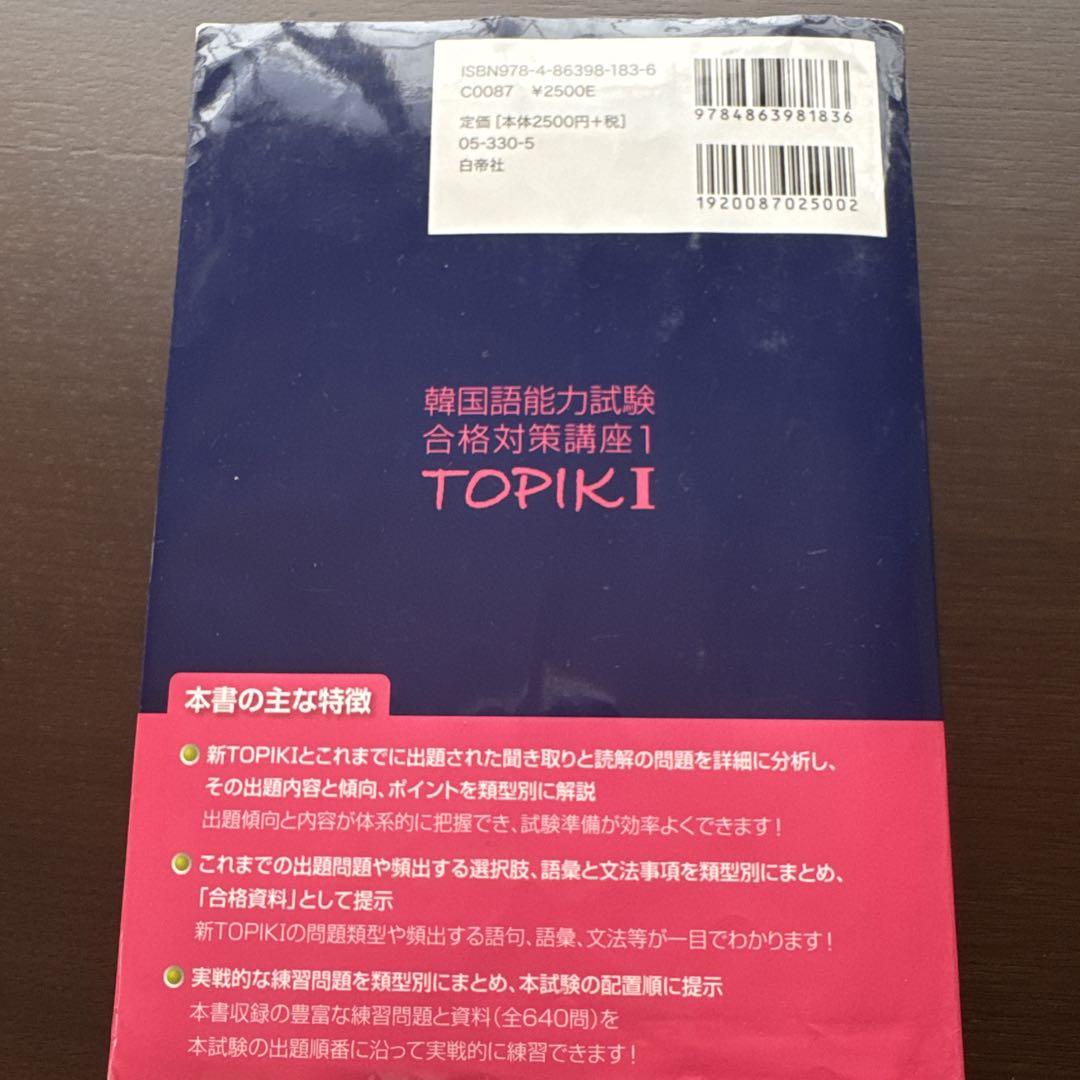 ISBN978-4-86398-183-6
C0087 ¥2500E
定価[本体2500円+税]
05-330-5
白帝社
9784863981836
1920087025002
韓国語能力試験
合格対策講座1
TOPIKⅠ
本書の主な特徴
新TOPIKIとこれまでに出題された聞き取りと読解の問題を詳細に分析し、
その出題内容と傾向、ポイントを類型別に解説
出題傾向と内容が体系的に把握でき、試験準備が効率よくできます!
これまでの出題問題や頻出する選択肢、語彙と文法事項を類型別にまとめ、
「合格資料」として提示
新TOPIKIの問題類型や頻出する語句、語彙、文法等が一目でわかります!
実戦的な練習問題を類型別にまとめ、本試験の配置順に提示
本書収録の豊富な練習問題と資料(全640問)を
本試験の出題順番に沿って実戦的に練習できます!